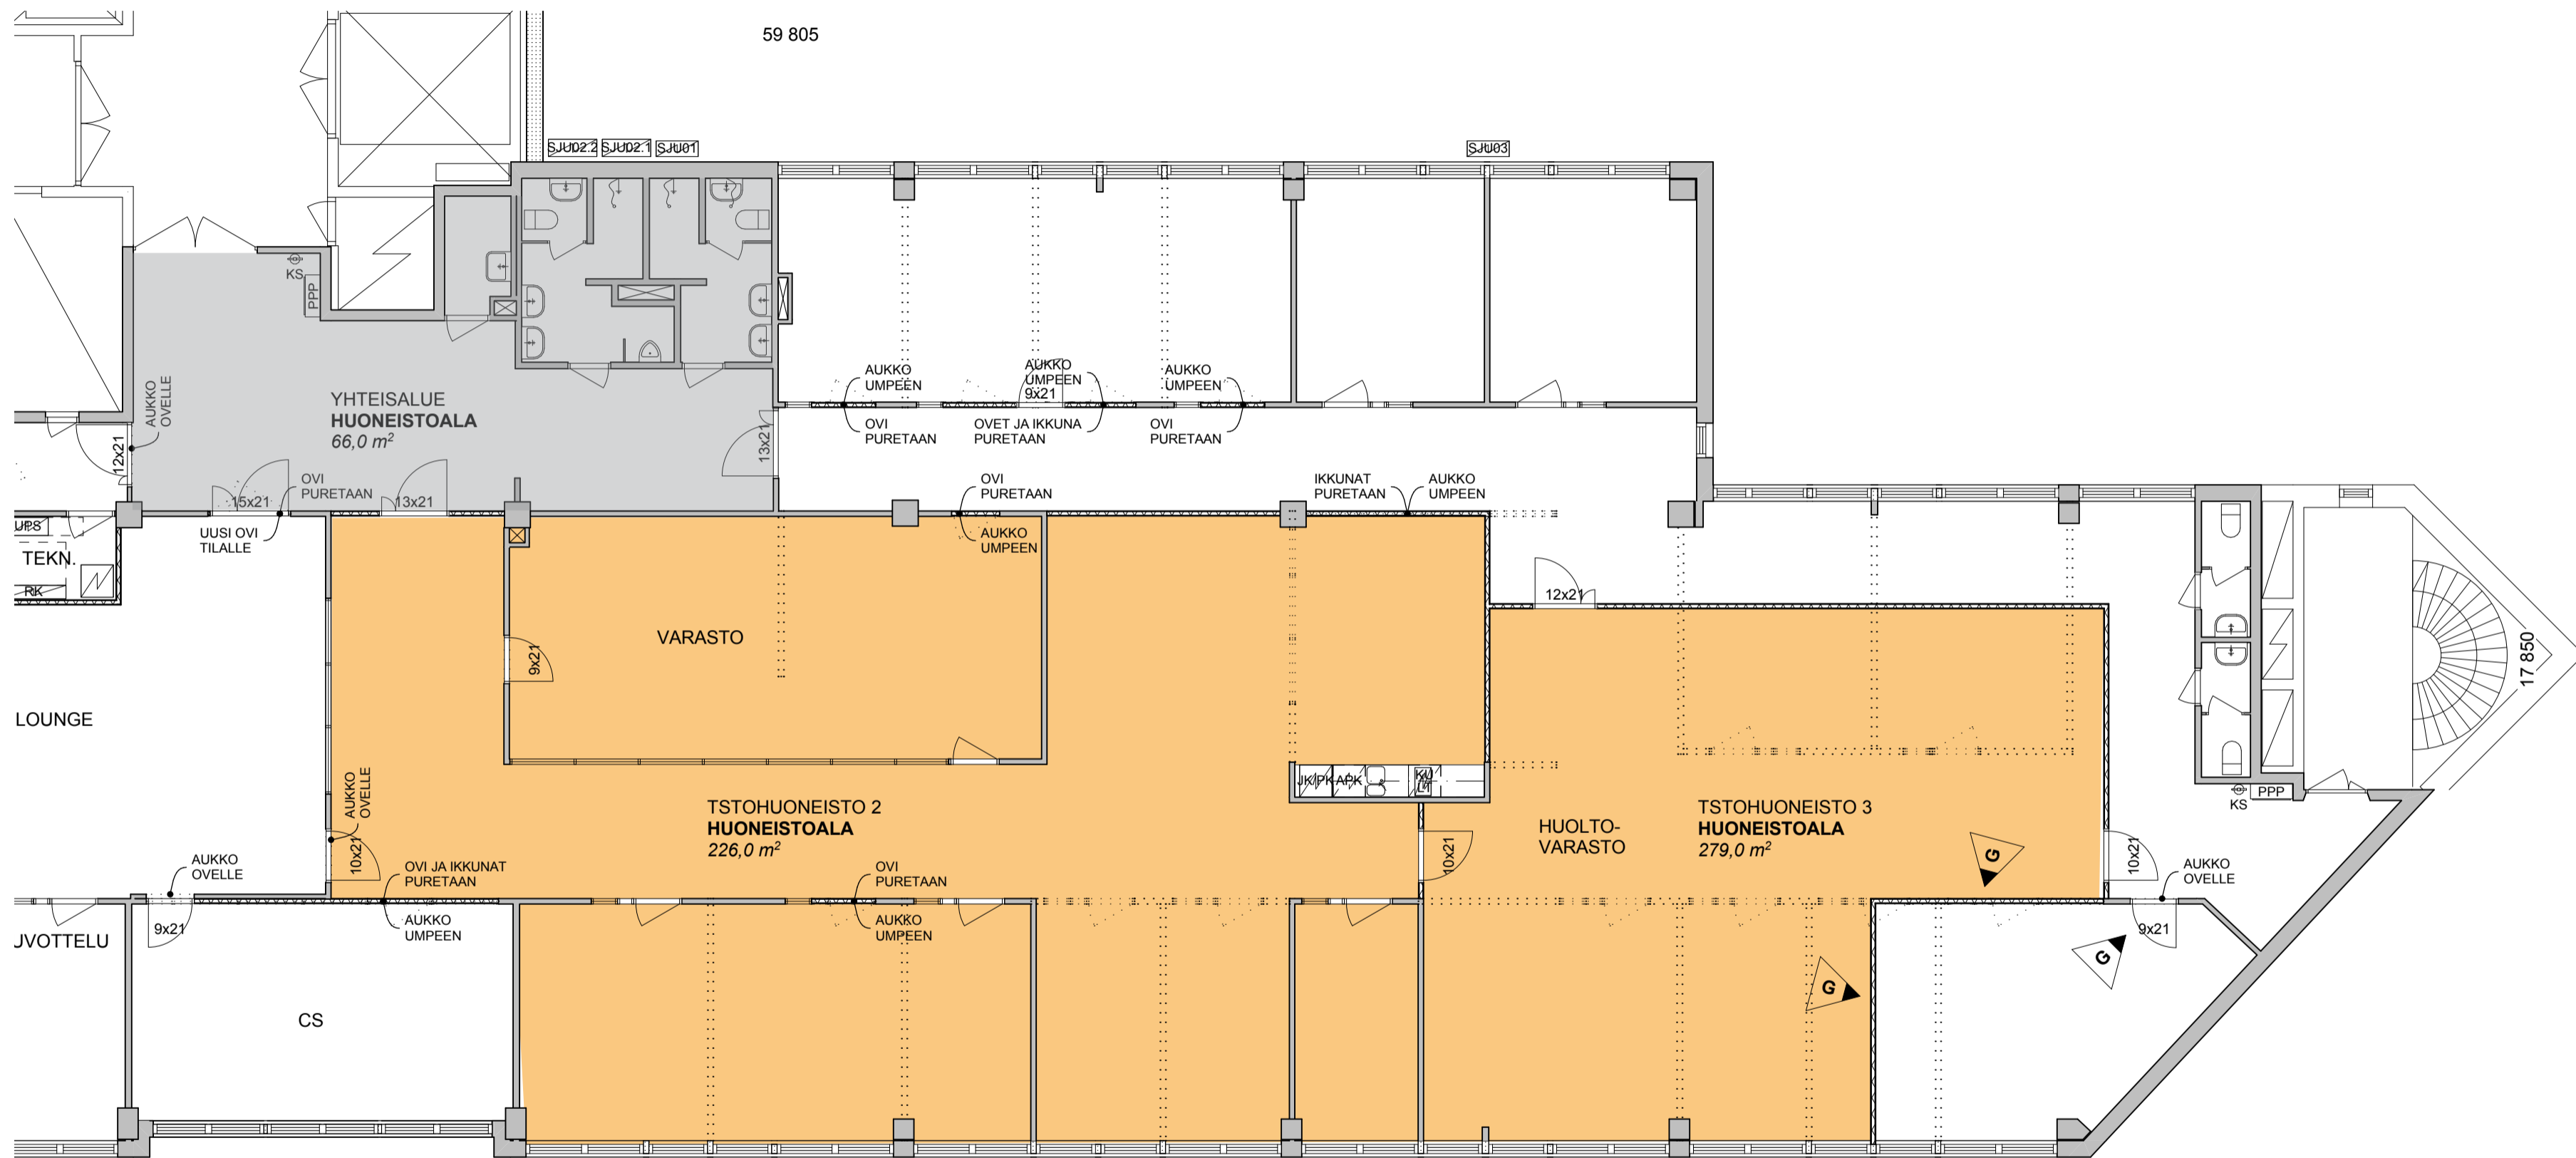 59 805
SJU02.2
SJU02.1
SJU01
SJU03
KS
PPP
AUKKO
OVELLE
YHTEISALUE
HUONEISTOALA
66,0 m²
12x21
15x21
OVI
PURETAAN
13x21
13x21
UUSI OVI
TILALLE
AUKKO
UMPEEN
AUKKO
UMPEEN
9x21
AUKKO
UMPEEN
OVI
PURETAAN
OVET JA IKKUNA
PURETAAN
OVI
PURETAAN
OVI
PURETAAN
IKKUNAT
PURETAAN
AUKKO
UMPEEN
AUKKO
UMPEEN
UPS
TEKN.
RK
12x21
VARASTO
9x21
LOUNGE
17 850
AUKKO
OVELLE
10x21
JK/PK
APK
KU
TSTOHUONEISTO 2
HUONEISTOALA
226,0 m²
HUOLTO-
VARASTO
TSTOHUONEISTO 3
HUONEISTOALA
279,0 m²
KS
PPP
10x21
G
10x21
AUKKO
OVELLE
AUKKO
OVELLE
OVI JA IKKUNAT
PURETAAN
OVI
PURETAAN
9x21
AUKKO
UMPEEN
AUKKO
UMPEEN
9x21
UVOTTELU
G
G
CS